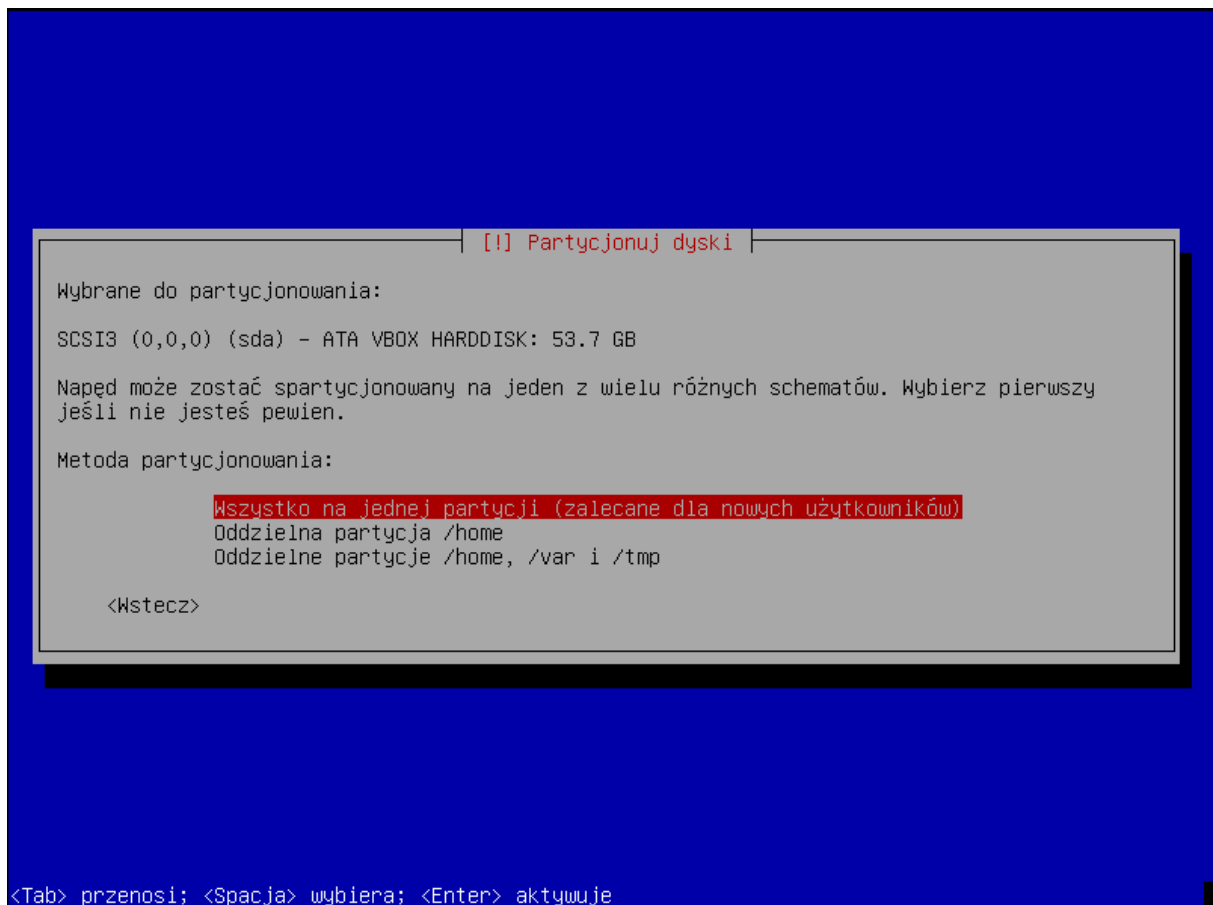 [!] Partycjonuj dyski
Wybrane do partycjonowania:
SCSI3 (0,0,0) (sda) – ATA VBOX HARDDISK: 53.7 GB
Napęd może zostać spartycjonowany na jeden z wielu różnych schematów. Wybierz pierwszy
jeśli nie jesteś pewien.
Metoda partycjonowania:
Wszystko na jednej partycji (zalecane dla nowych użytkowników)
Oddzielna partycja /home
Oddzielne partycje /home, /var i /tmp
<Wstecz>
<Tab> przenosi; <Spacja> wybiera; <Enter> aktywuje